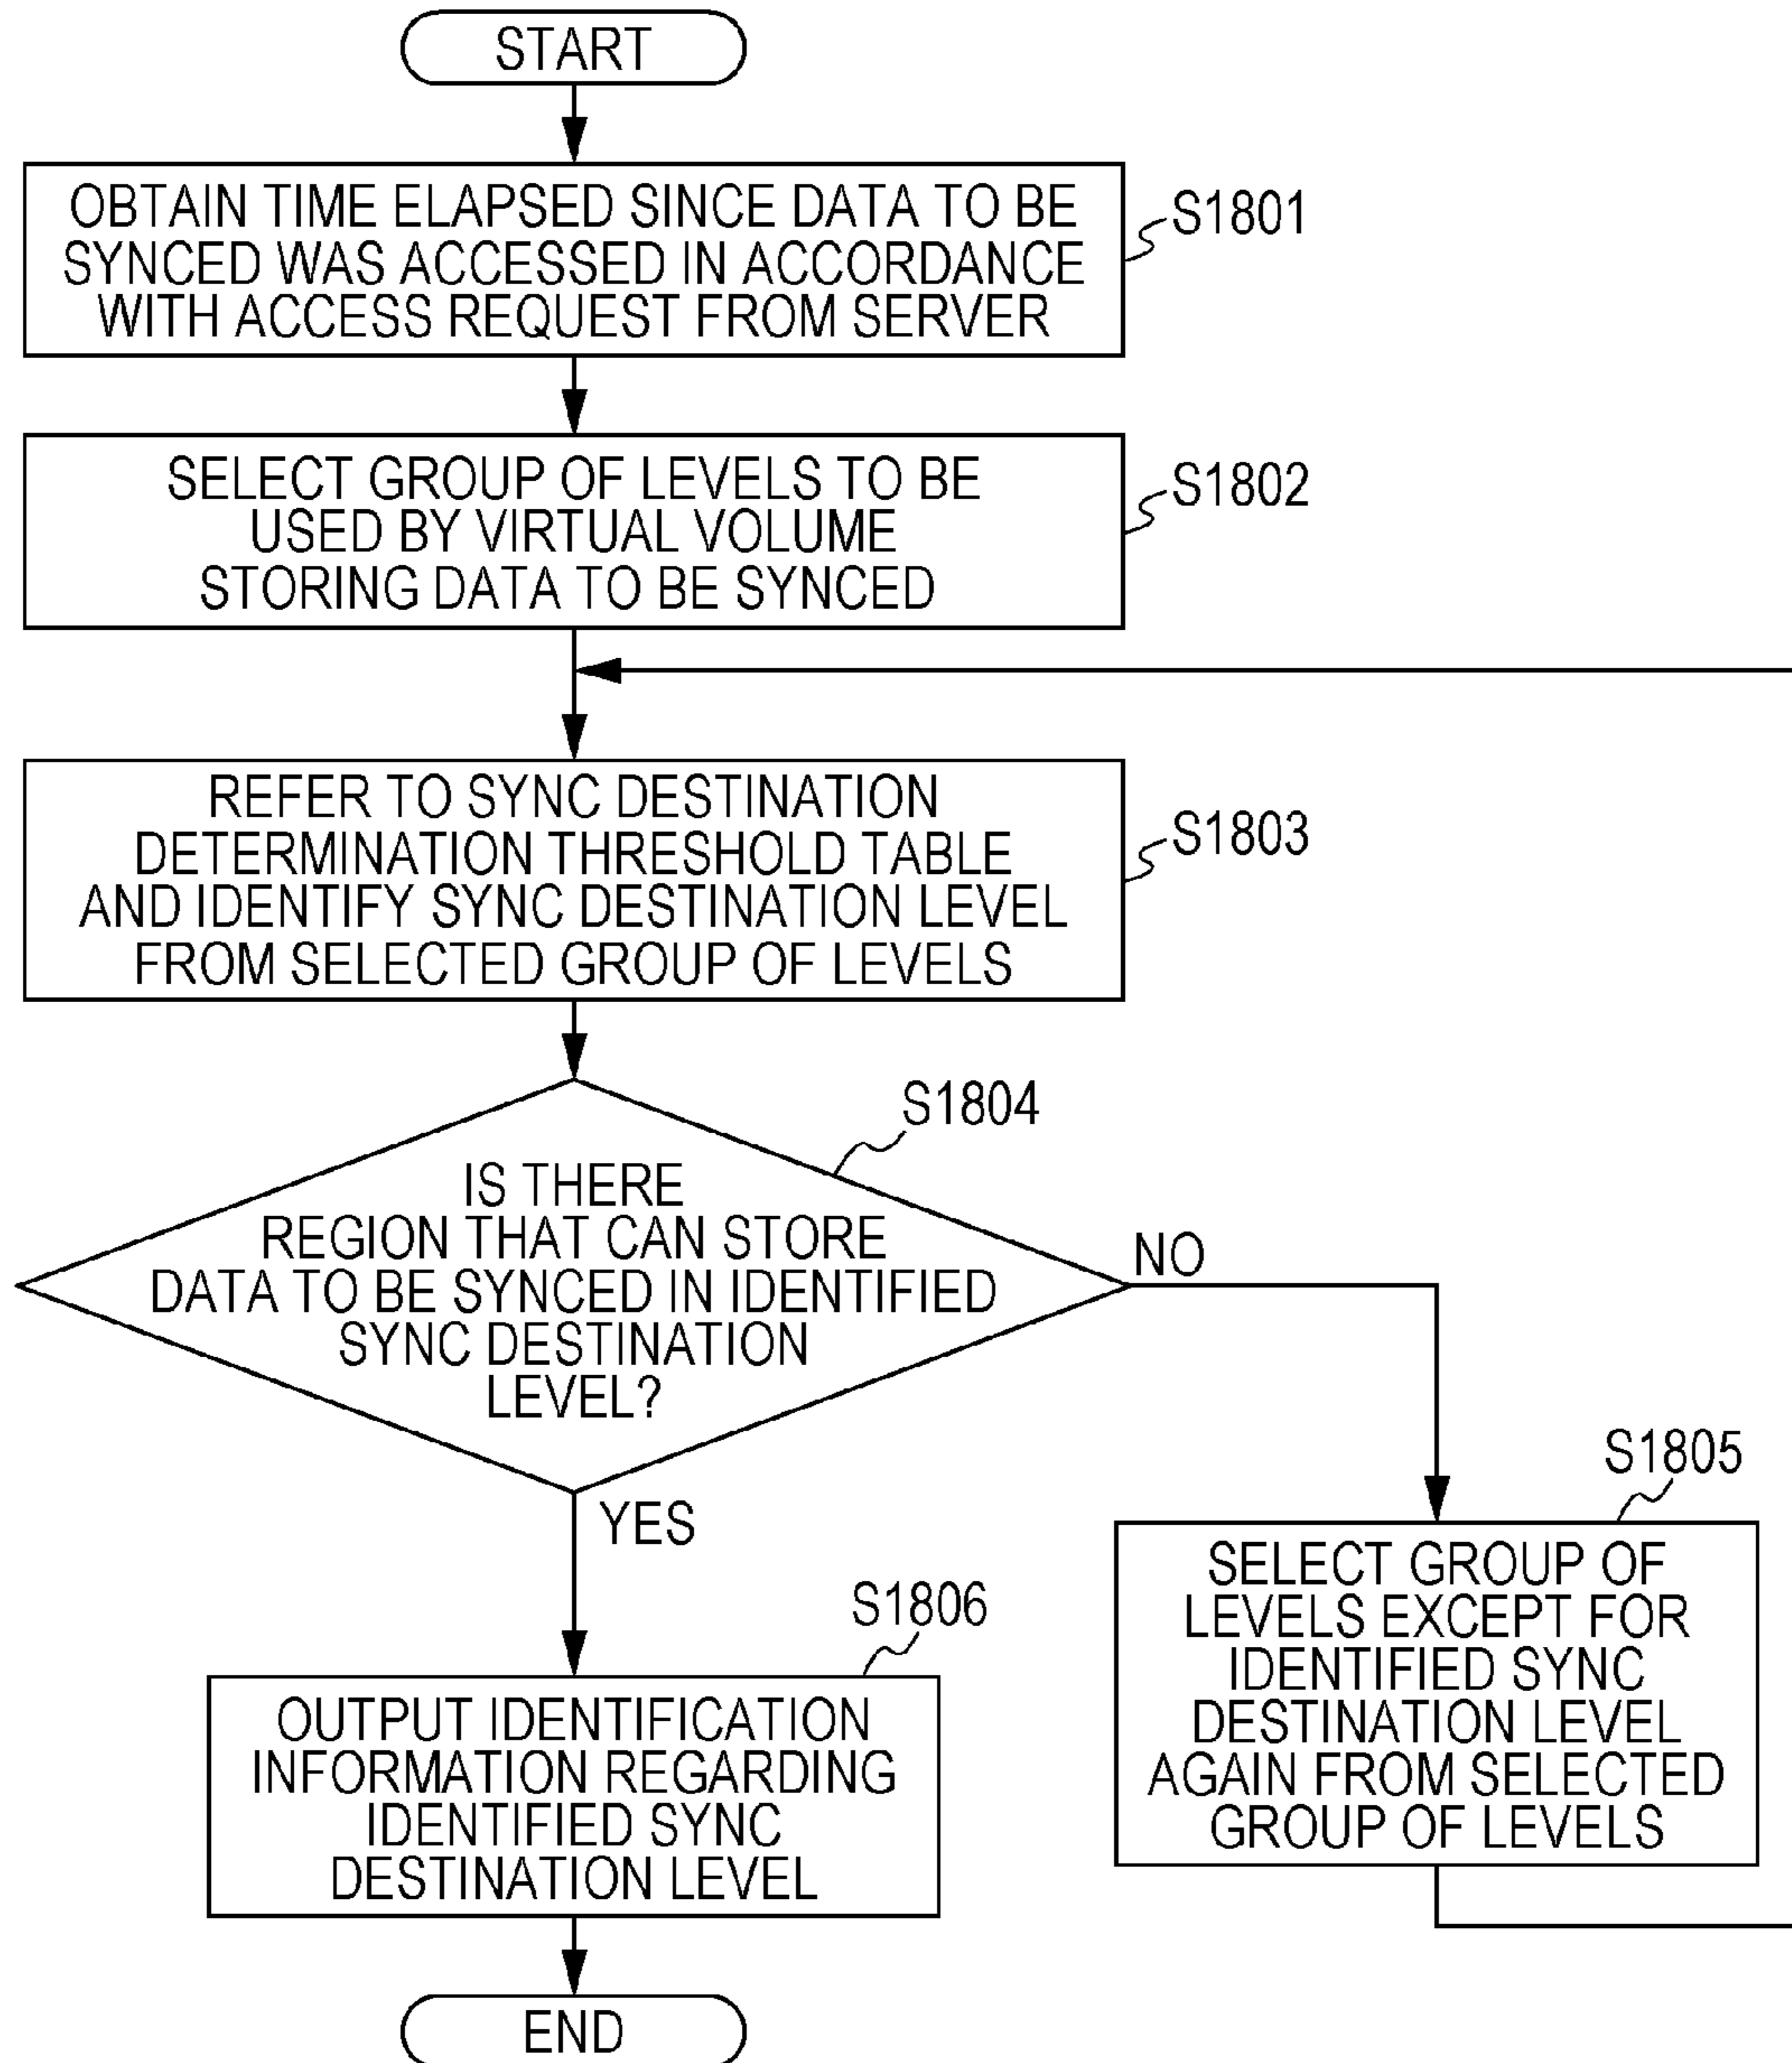 START
OBTAIN TIME ELAPSED SINCE DATA TO BE
SYNCED WAS ACCESSED IN ACCORDANCE
WITH ACCESS REQUEST FROM SERVER
S1801
SELECT GROUP OF LEVELS TO BE
USED BY VIRTUAL VOLUME
STORING DATA TO BE SYNCED
S1802
REFER TO SYNC DESTINATION
DETERMINATION THRESHOLD TABLE
AND IDENTIFY SYNC DESTINATION LEVEL
FROM SELECTED GROUP OF LEVELS
S1803
S1804
IS THERE
REGION THAT CAN STORE
DATA TO BE SYNCED IN IDENTIFIED
SYNC DESTINATION
LEVEL?
NO
YES
S1805
SELECT GROUP OF
LEVELS EXCEPT FOR
IDENTIFIED SYNC
DESTINATION LEVEL
AGAIN FROM SELECTED
GROUP OF LEVELS
S1806
OUTPUT IDENTIFICATION
INFORMATION REGARDING
IDENTIFIED SYNC
DESTINATION LEVEL
END